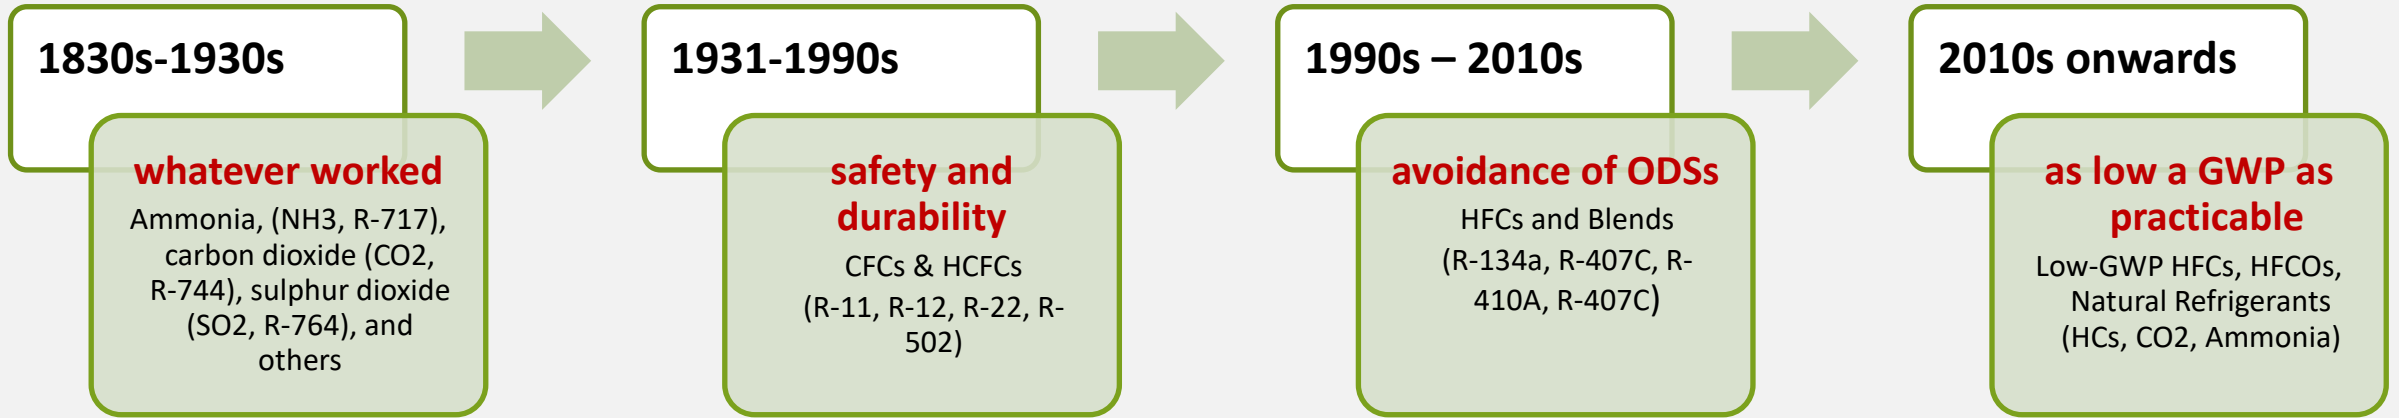 1830s-1930s
whatever worked
Ammonia, (NH3, R-717),
carbon dioxide (CO2,
R-744), sulphur dioxide
(SO2, R-764), and
others
1931-1990s
safety and
durability
CFCs & HCFCs
(R-11, R-12, R-22, R-
502)
1990s – 2010s
avoidance of ODSs
HFCs and Blends
(R-134a, R-407C, R-
410A, R-407C)
2010s onwards
as low a GWP as
practicable
Low-GWP HFCs, HFCOs,
Natural Refrigerants
(HCs, CO2, Ammonia)